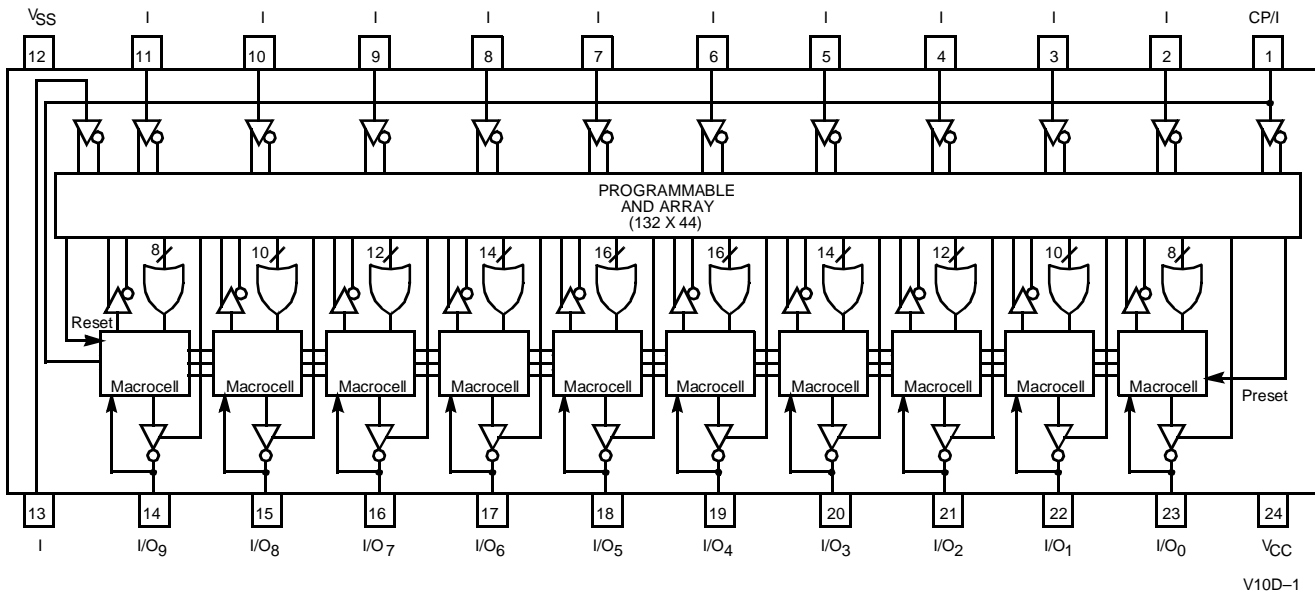 VSS I I I I I I I I I I CP/I
12 11 10 9 8 7 6 5 4 3 2 1
PROGRAMMABLE
AND ARRAY
(132 X 44)
8 10 12 14 16 16 14 12 10 8
Reset
Macrocell Macrocell Macrocell Macrocell Macrocell Macrocell Macrocell Macrocell Macrocell Macrocell
Preset
13 14 15 16 17 18 19 20 21 22 23 24
I I/O9 I/O8 I/O7 I/O6 I/O5 I/O4 I/O3 I/O2 I/O1 I/O0 VCC
V10D–1